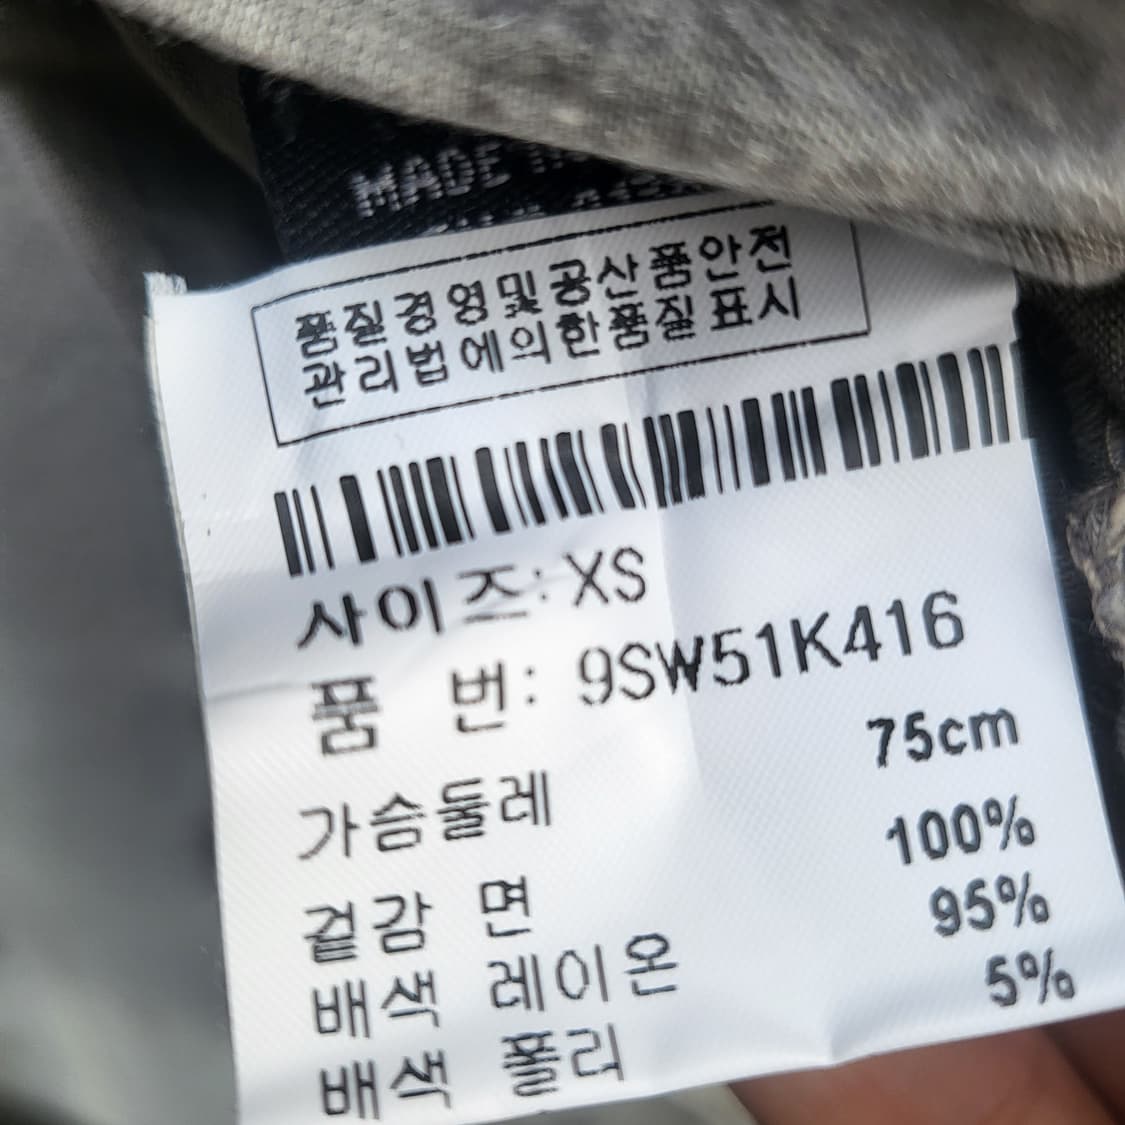 MADE
품질경영및공산품안전
관리법에의한품질표시
사이즈: XS
품 번: 9SW51K416
가슴둘레 75cm
겉감 면 100%
배색 레이온 95%
배색 폴리 5%